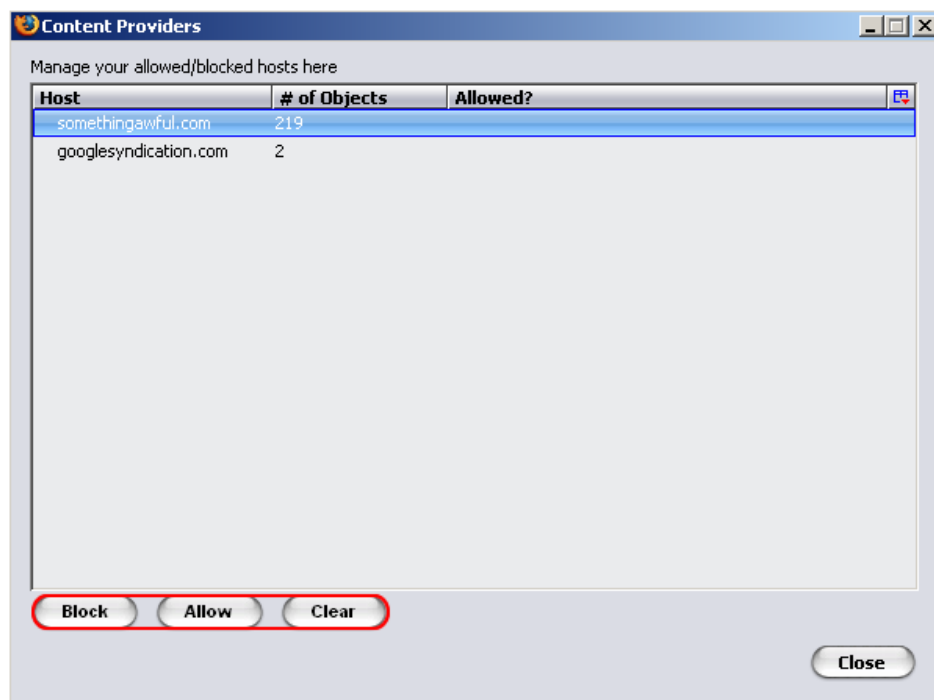 Content Providers
Manage your allowed/blocked hosts here
Host # of Objects Allowed?
somethingawful.com 219
googlesyndication.com 2
Block Allow Clear
Close